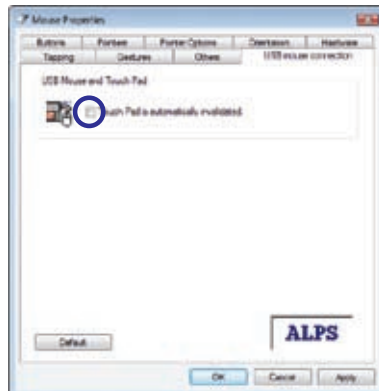 Mouse Properties
Buttons Pointers Pointer Options Orientation Hardware
Tapping Gestures Others USB mouse connection
USB Mouse and Touch Pad
Touch Pad is automatically invalidated.
ALPS
Default
OK Cancel Apply